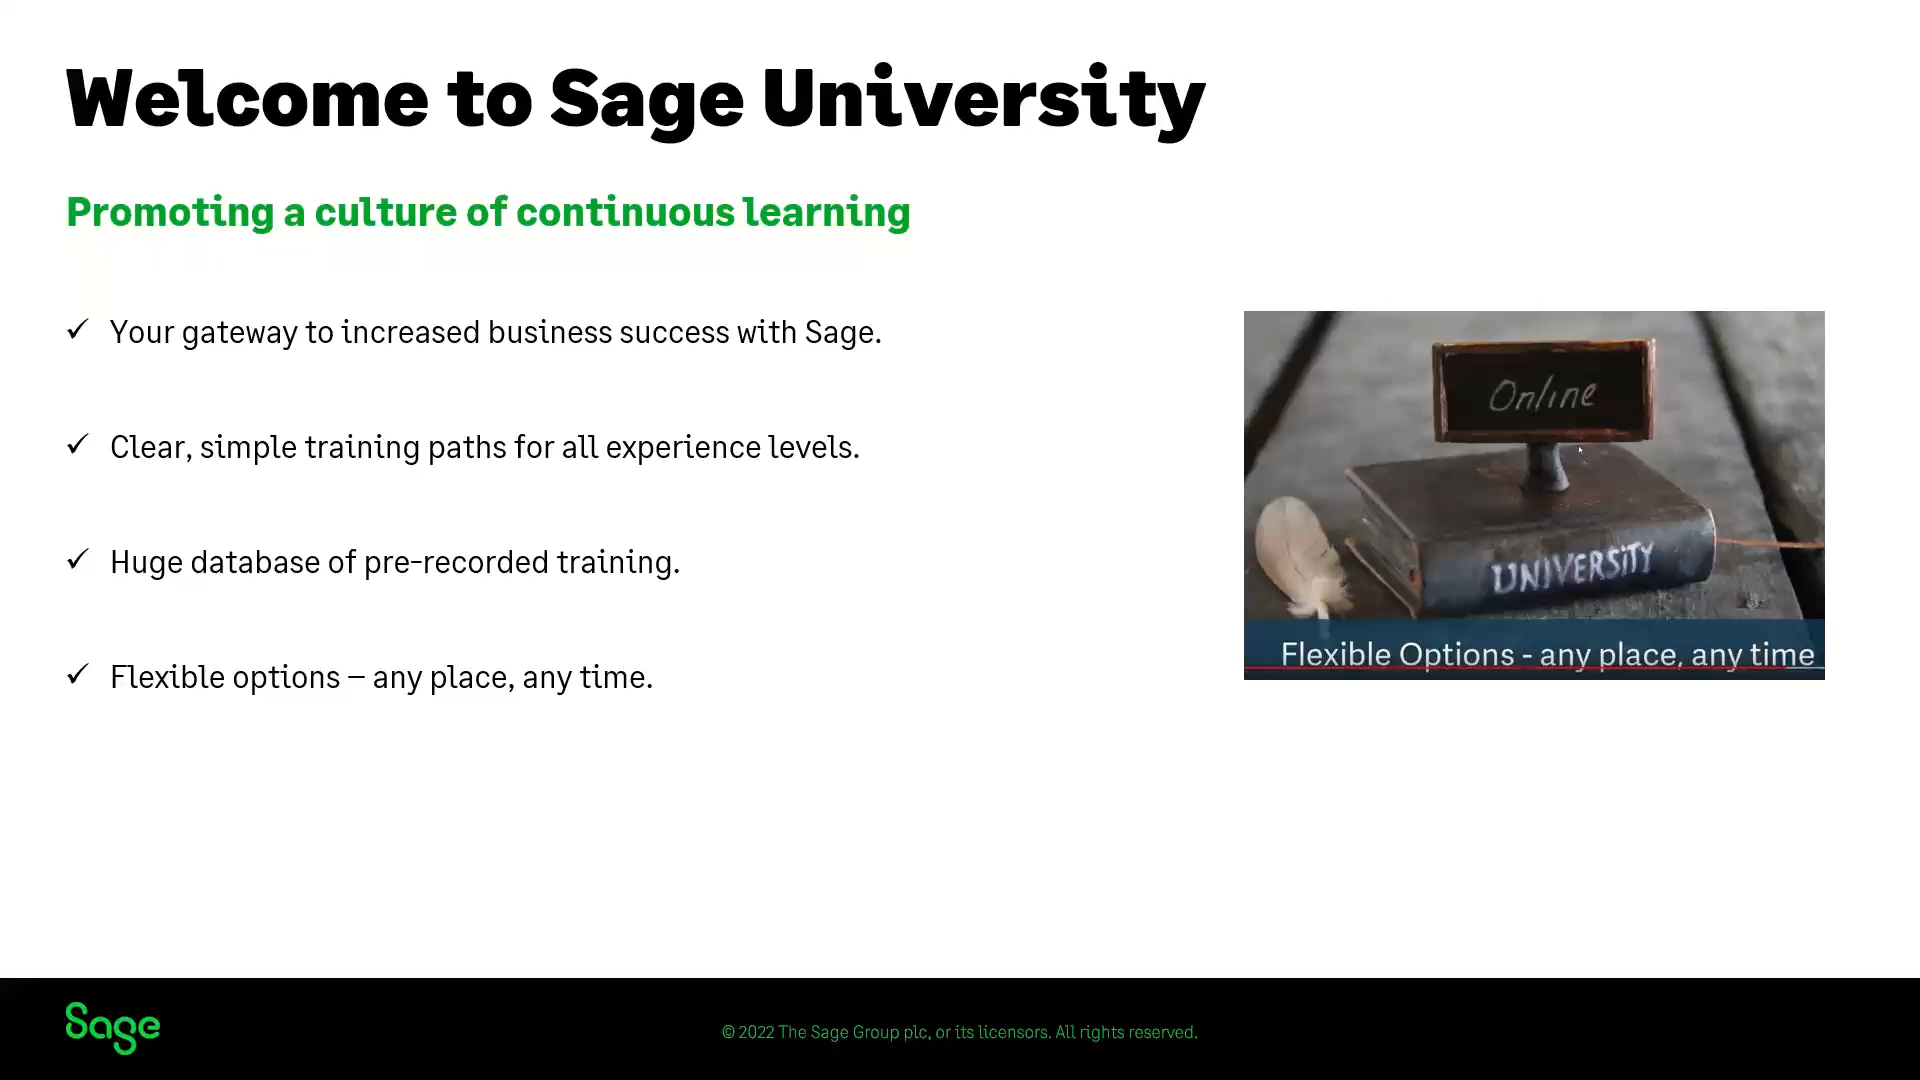 Welcome to Sage University
Promoting a culture of continuous learning
✓ Your gateway to increased business success with Sage.
✓ Clear, simple training paths for all experience levels.
✓ Huge database of pre-recorded training.
✓ Flexible options – any place, any time.
Online
UNIVERSITY
Flexible Options - any place, any time
Sage
© 2022 The Sage Group plc, or its licensors. All rights reserved.